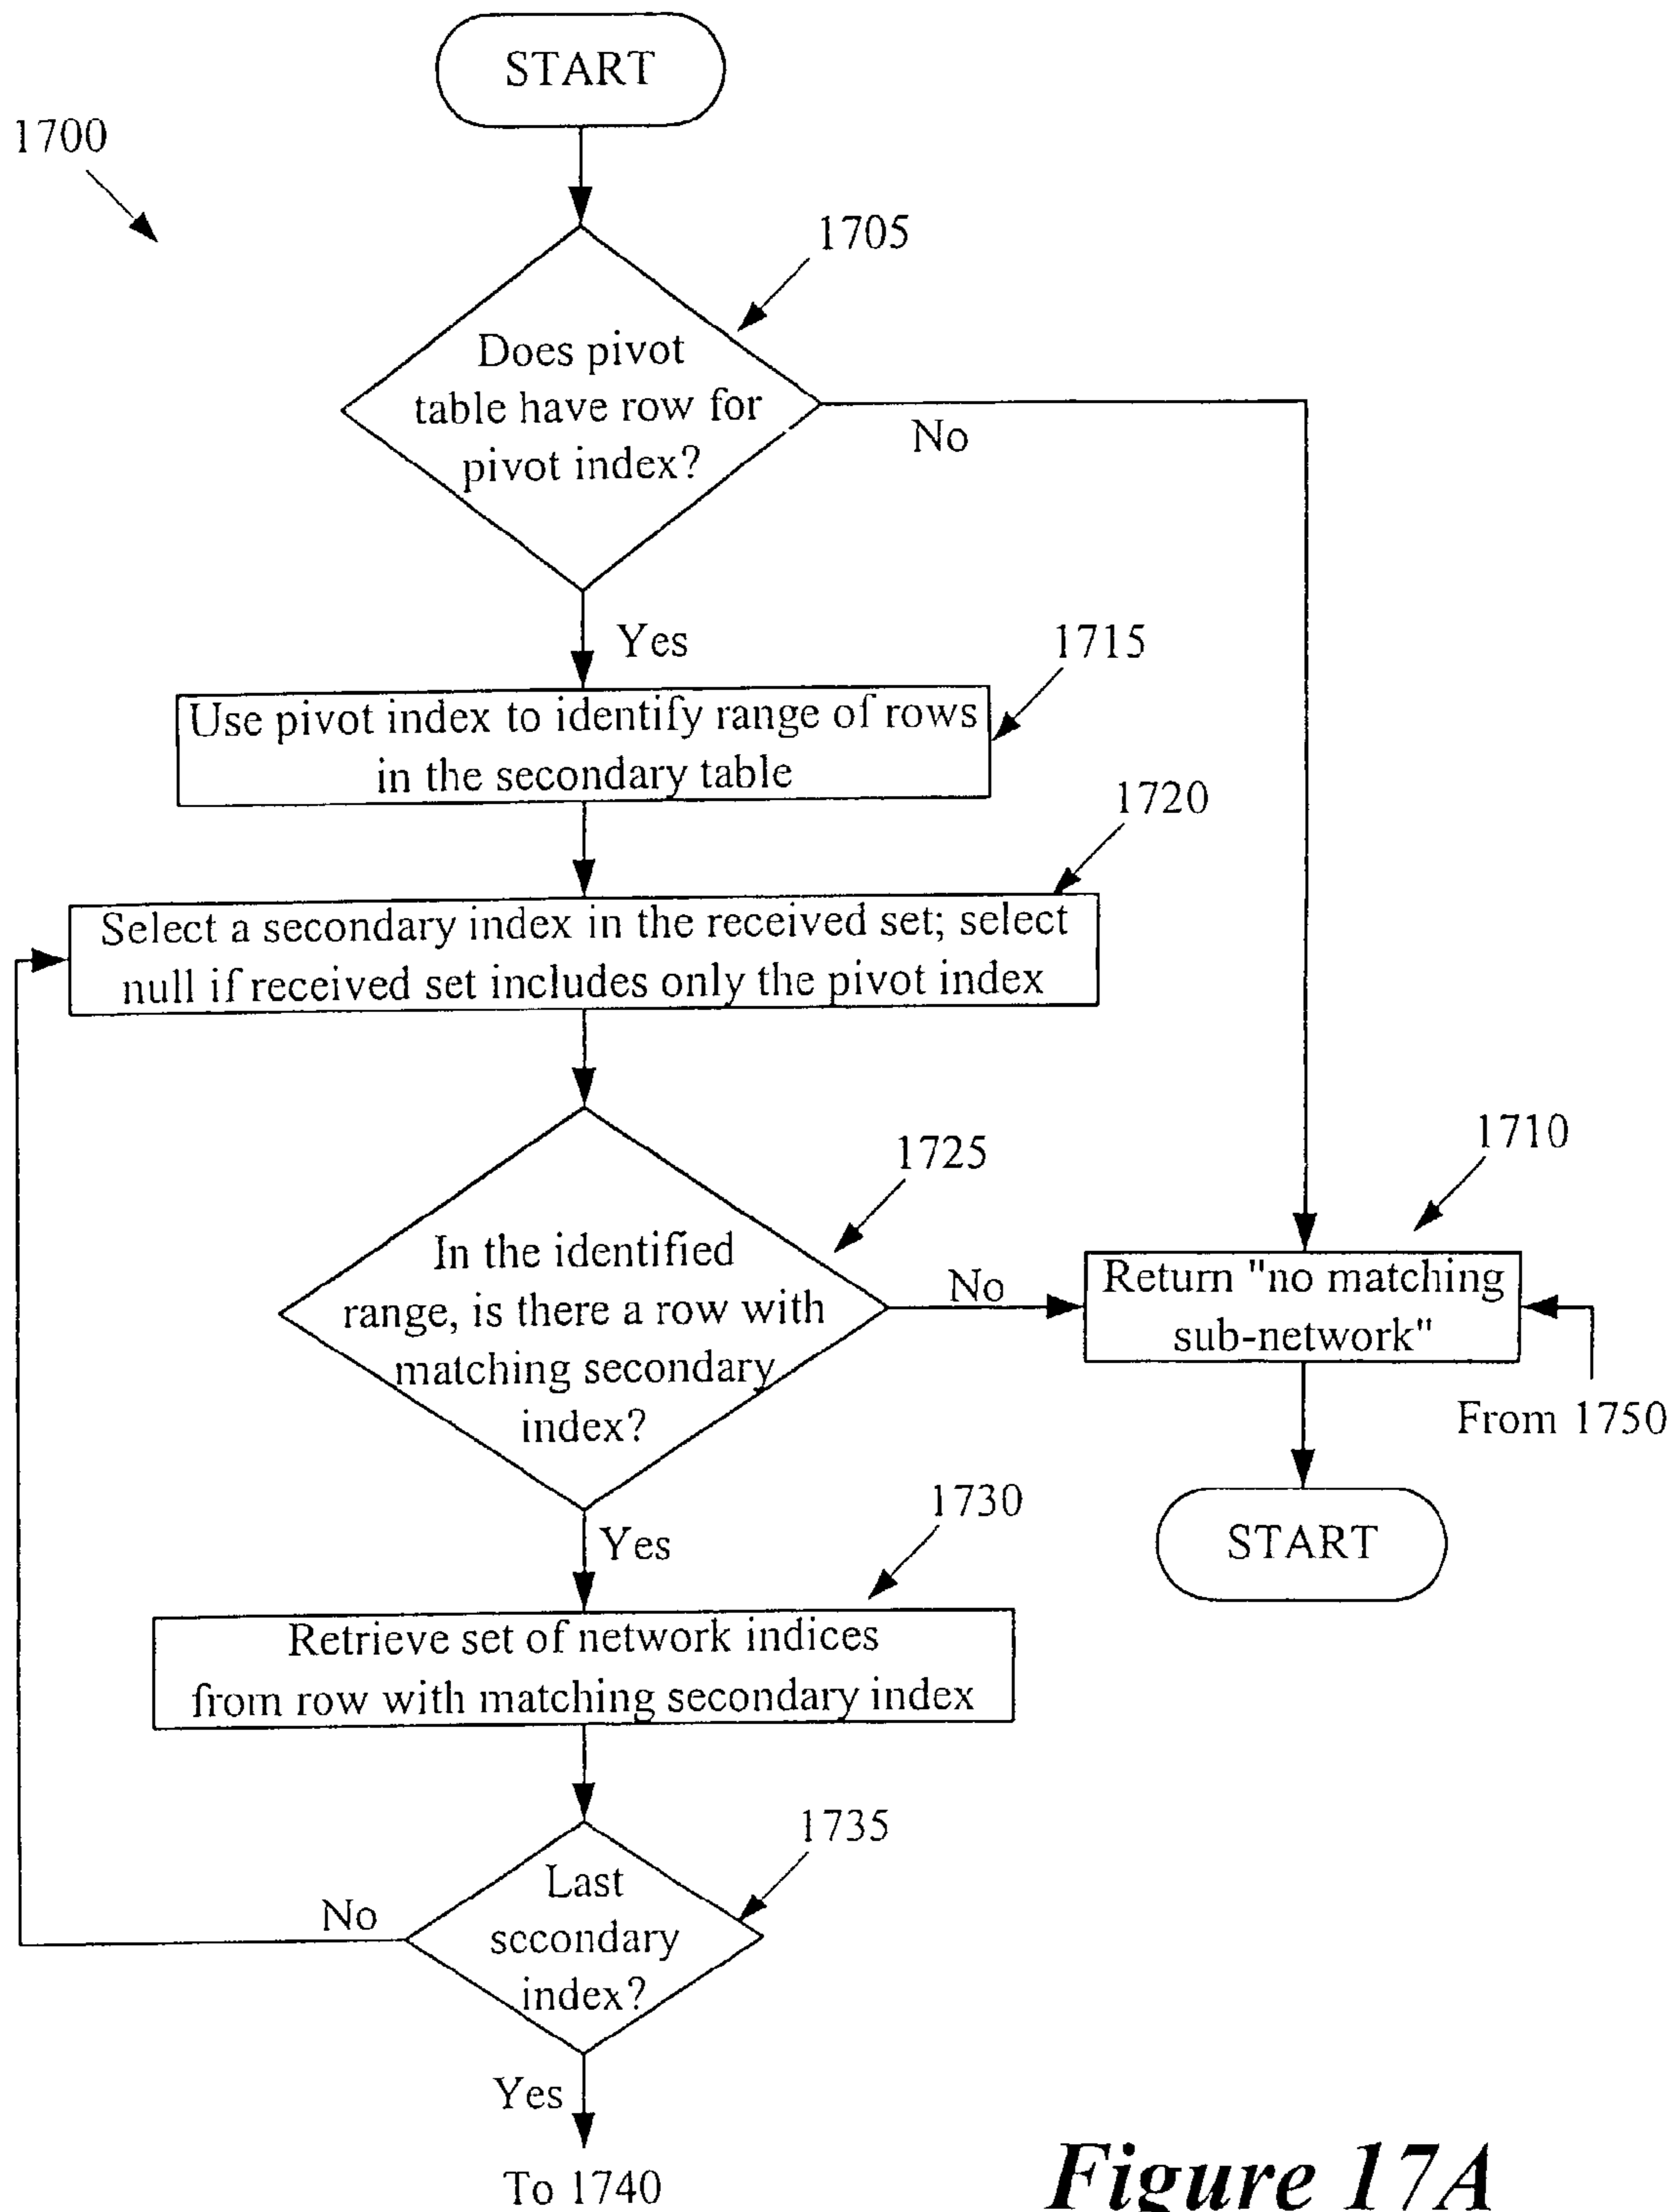 START
1700
1705
Does pivot
table have row for
pivot index?
No
Yes
1715
Use pivot index to identify range of rows
in the secondary table
1720
Select a secondary index in the received set; select
null if received set includes only the pivot index
1725
1710
In the identified
range, is there a row with
matching secondary
index?
No
Return "no matching
sub-network"
From 1750
START
Yes
1730
Retrieve set of network indices
from row with matching secondary index
1735
Last
secondary
index?
No
Yes
To 1740
Figure 17A